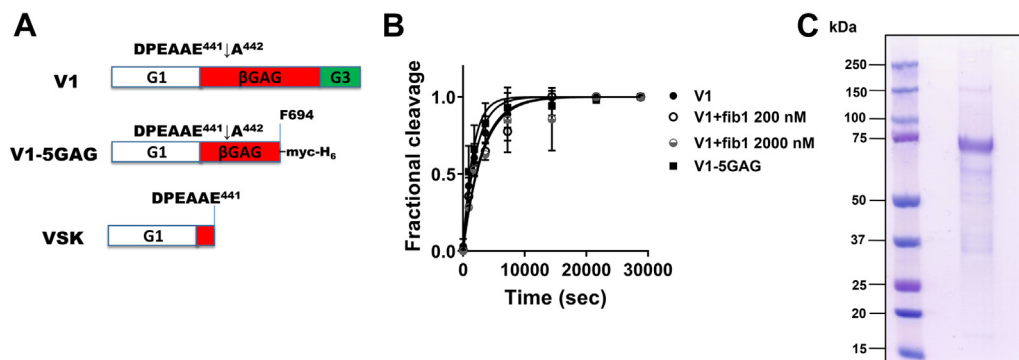 A
DPEAAE441↓A442
V1
G1
βGAG
G3
F694
DPEAAE441↓A442
V1-5GAG
G1
βGAG
myc-H6
DPEAAE441
VSK
G1
B
Fractional cleavage
1.0
0.5
0.0
0
10000
20000
30000
Time (sec)
V1
V1+fib1 200 nM
V1+fib1 2000 nM
V1-5GAG
C
kDa
250
150
100
75
50
37
25
20
15